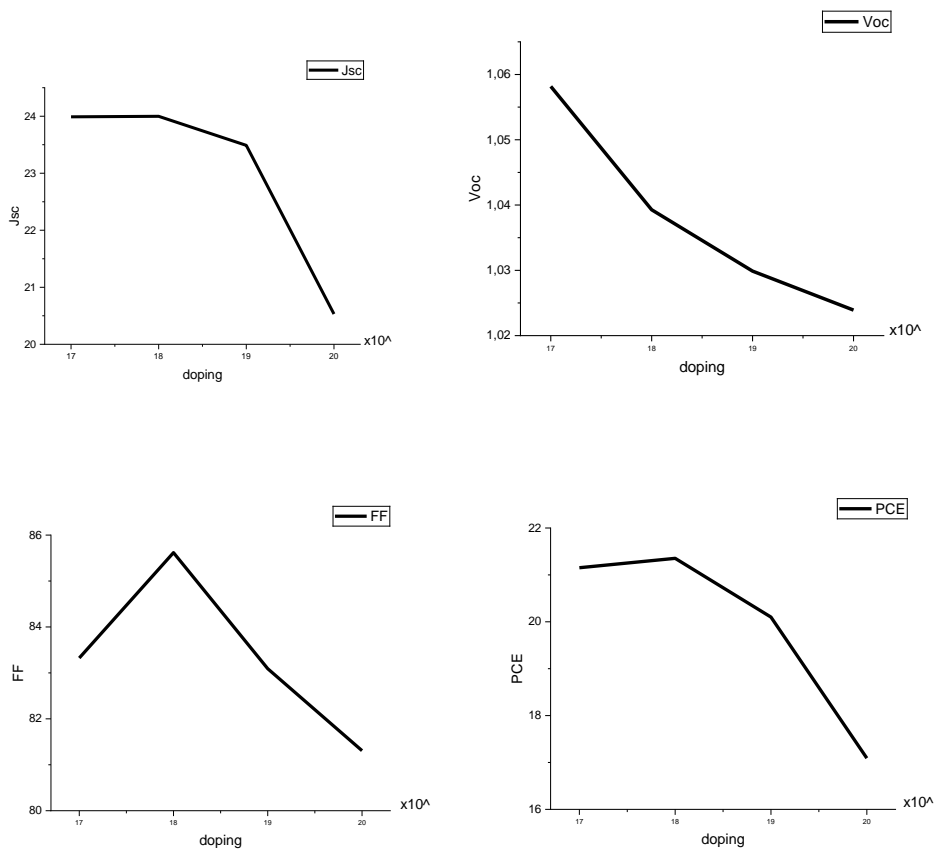 Jsc
24
23
22
21
20
Jsc
17 18 19 20
x10^
doping
Voc
1,06
1,05
1,04
1,03
1,02
Voc
17 18 19 20
x10^
doping
FF
86
84
82
80
FF
17 18 19 20
x10^
doping
PCE
22
20
18
16
PCE
17 18 19 20
x10^
doping